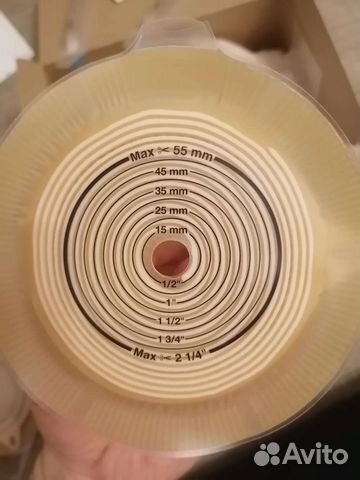 Max ✂ 55 mm
45 mm
35 mm
25 mm
15 mm
1/2"
1"
1 1/2"
1 3/4"
Max ✂ 2 1/4"
Avito